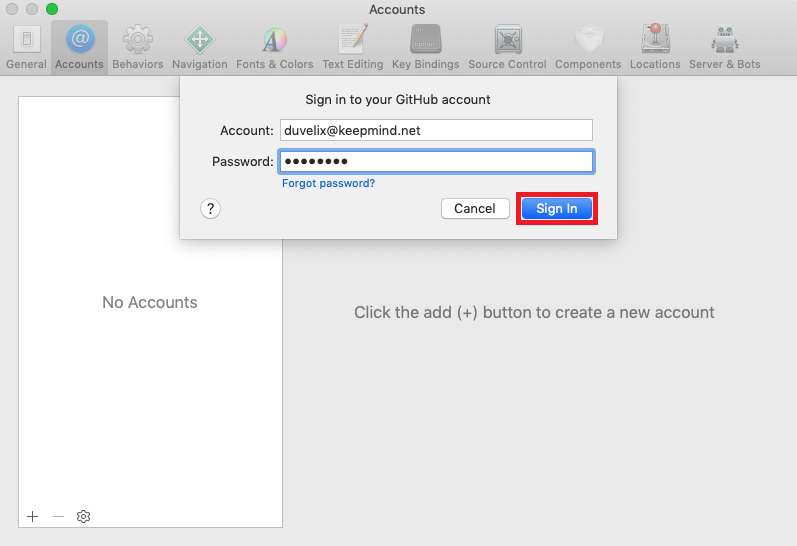 Accounts
General Accounts Behaviors Navigation Fonts & Colors Text Editing Key Bindings Source Control Components Locations Server & Bots
Sign in to your GitHub account
Account: duvelix@keepmind.net
Password: ●●●●●●●●
Forgot password?
? Cancel Sign In
No Accounts
Click the add (+) button to create a new account